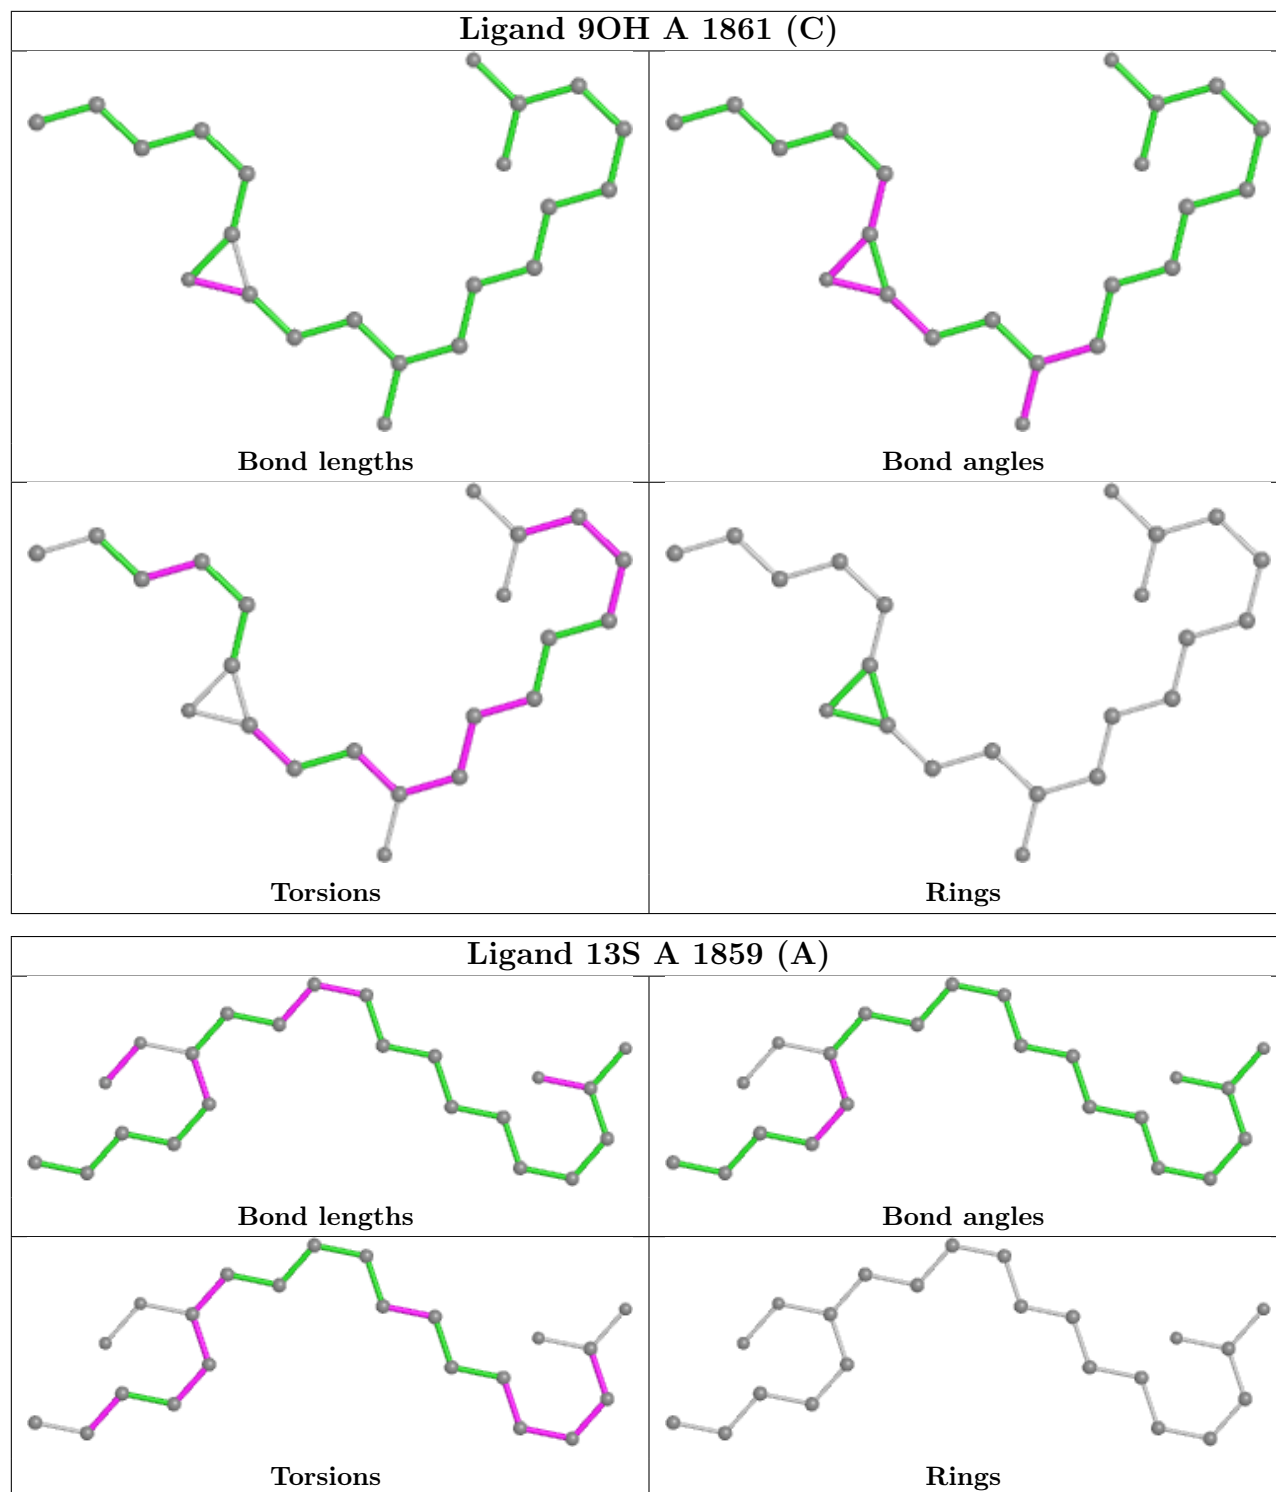 Ligand 9OH A 1861 (C)
Bond lengths
Bond angles
Torsions
Rings
Ligand 13S A 1859 (A)
Bond lengths
Bond angles
Torsions
Rings